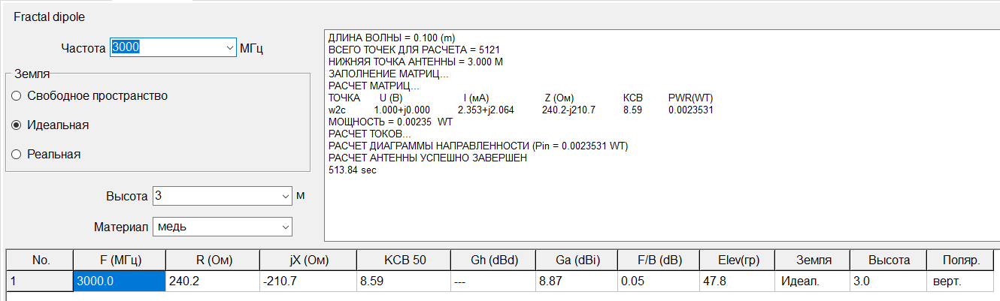 Fractal dipole
Частота 3000 МГц
Земля
Свободное пространство
Идеальная
Реальная
Высота 3 м
Материал медь
ДЛИНА ВОЛНЫ = 0.100 (m)
ВСЕГО ТОЧЕК ДЛЯ РАСЧЕТА = 5121
НИЖНЯЯ ТОЧКА АНТЕННЫ = 3.000 М
ЗАПОЛНЕНИЕ МАТРИЦ...
РАСЧЕТ МАТРИЦ...
ТОЧКА U (В) I (мА) Z (Ом) КСВ PWR(WT)
w2c 1.000+j0.000 2.353+j2.064 240.2-j210.7 8.59 0.0023531
МОЩНОСТЬ = 0.00235 WT
РАСЧЕТ ТОКОВ...
РАСЧЕТ ДИАГРАММЫ НАПРАВЛЕННОСТИ (Pin = 0.0023531 WT)
РАСЧЕТ АНТЕННЫ УСПЕШНО ЗАВЕРШЕН
513.84 sec
No. F (МГц) R (Ом) jX (Ом) КСВ 50 Gh (dBd) Ga (dBi) F/B (dB) Elev(гр) Земля Высота Поляр.
1 3000.0 240.2 -210.7 8.59 --- 8.87 0.05 47.8 Идеал. 3.0 верт.